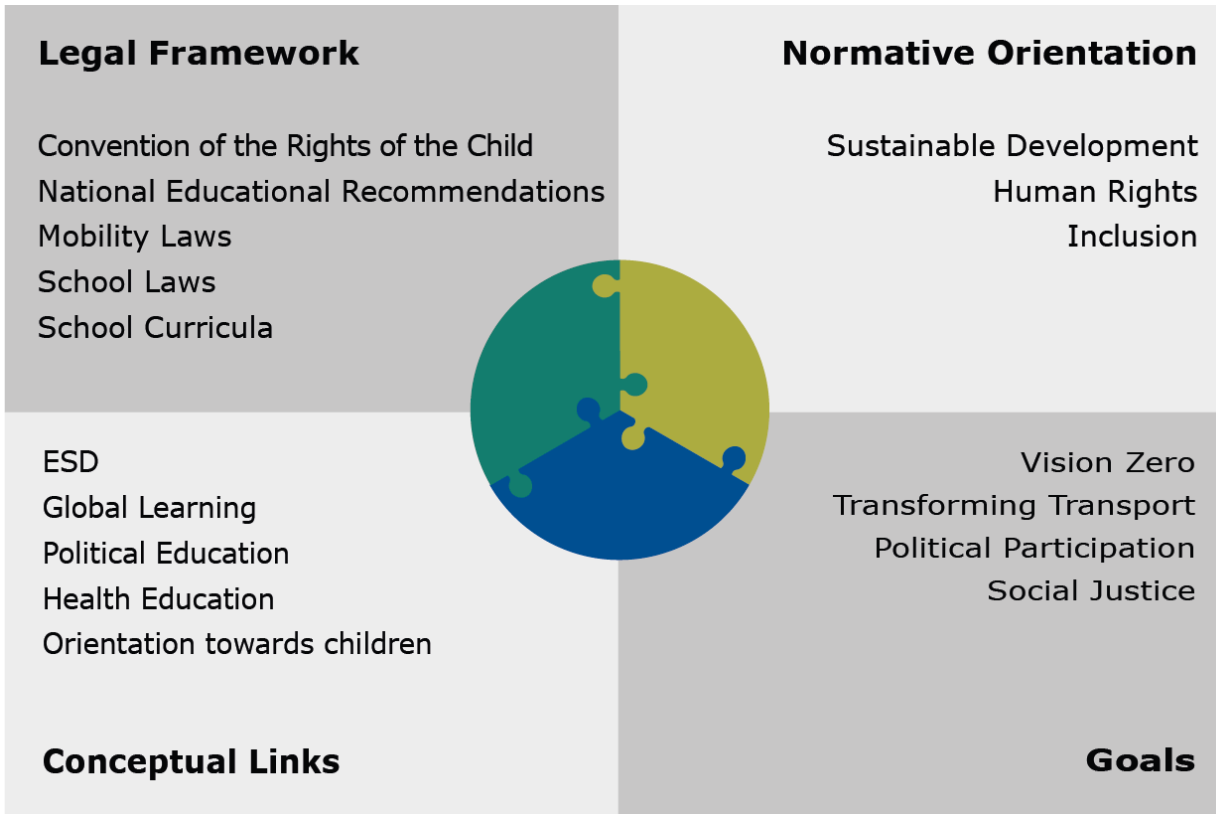 Legal Framework
Convention of the Rights of the Child
National Educational Recommendations
Mobility Laws
School Laws
School Curricula
Normative Orientation
Sustainable Development
Human Rights
Inclusion
ESD
Global Learning
Political Education
Health Education
Orientation towards children
Conceptual Links
Vision Zero
Transforming Transport
Political Participation
Social Justice
Goals